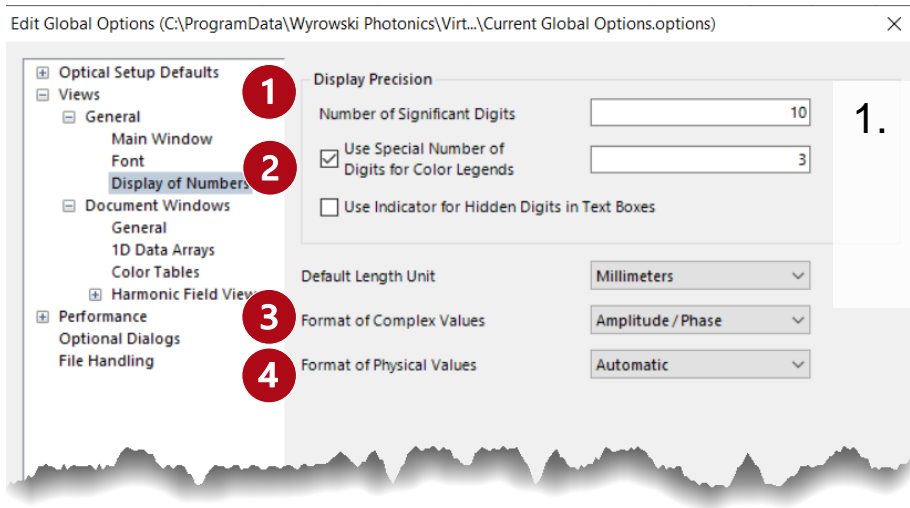 Edit Global Options (C:\ProgramData\Wyrowski Photonics\Virt...\Current Global Options.options)
Optical Setup Defaults
Views
General
Main Window
Font
Display of Numbers
Document Windows
General
1D Data Arrays
Color Tables
Harmonic Field View
Performance
Optional Dialogs
File Handling
1
Display Precision
Number of Significant Digits
10
1.
2
Use Special Number of
Digits for Color Legends
3
Use Indicator for Hidden Digits in Text Boxes
Default Length Unit
Millimeters
3
Format of Complex Values
Amplitude / Phase
4
Format of Physical Values
Automatic